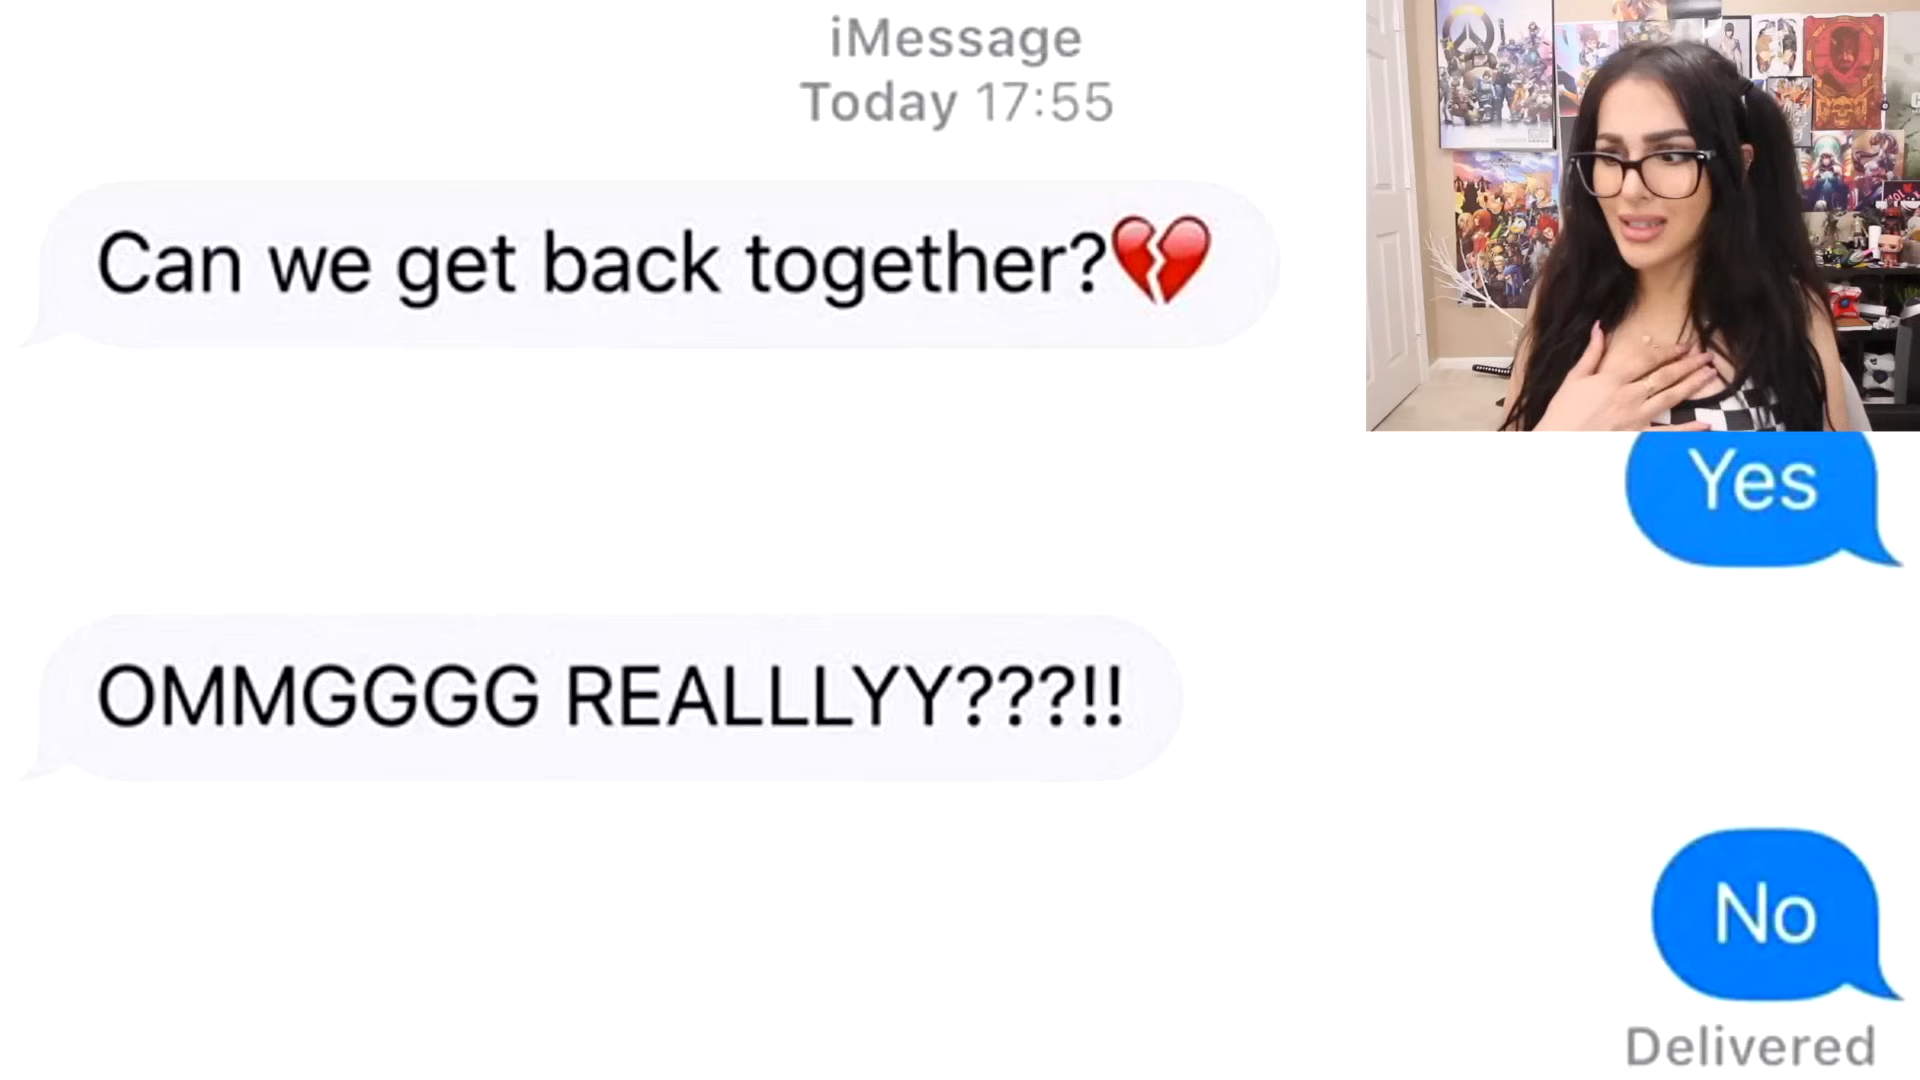 iMessage
Today 17:55
Can we get back together?💔
Yes
OMMGGGG REALLLYY???!!
No
Delivered